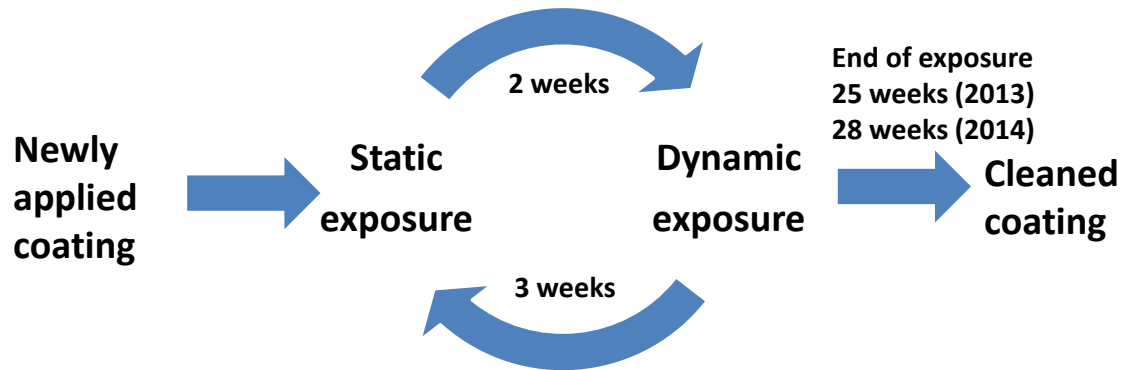 Newly
applied
coating
Static
exposure
2 weeks
3 weeks
Dynamic
exposure
End of exposure
25 weeks (2013)
28 weeks (2014)
Cleaned
coating